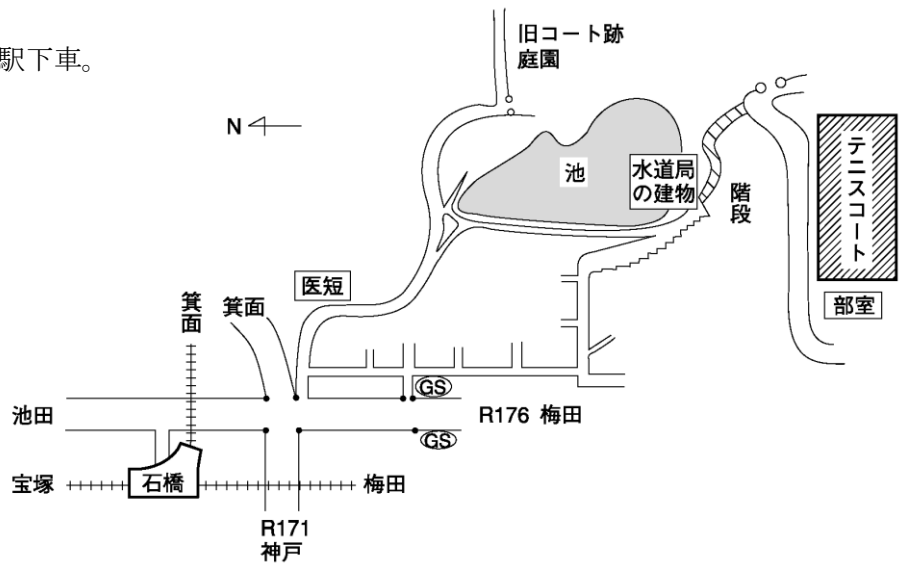 駅下車。
旧コート跡
庭園
N
池
水道局
の建物
階段
テニスコート
部室
医短
箕面
箕面
GS
池田
R176 梅田
GS
宝塚
石橋
梅田
R171
神戸